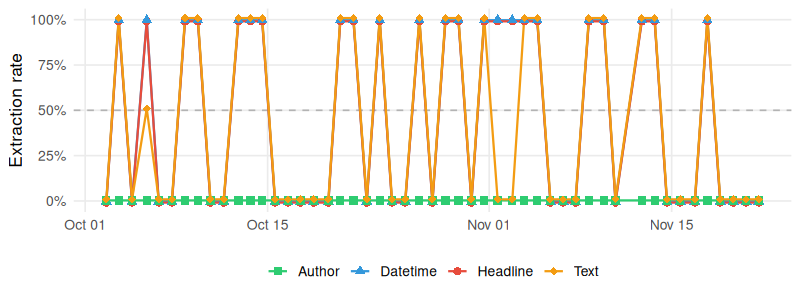 100%
75%
50%
25%
0%
Extraction rate
Oct 01
Oct 15
Nov 01
Nov 15
Author
Datetime
Headline
Text